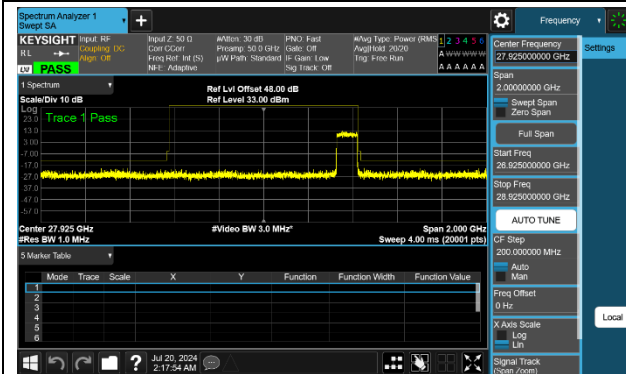 Spectrum Analyzer 1
Swept SA
Frequency
KEYSIGHT
RL
LXI
PASS
Input: RF
Coupling: DC
Align: Off
Input Z: 50 Ω
Corr CCorr
Freq Ref: Int (S)
NFE: Adaptive
#Atten: 30 dB
Preamp: 50.0 GHz
µW Path: Standard
PNO: Fast
Gate: Off
IF Gain: Low
Sig Track: Off
#Avg Type: Power (RMS
Avg|Hold: 20/20
Trig: Free Run
1 2 3 4 5 6
A W W W W W
A A A A A A
1 Spectrum
Scale/Div 10 dB
Ref Lvl Offset 48.00 dB
Ref Level 33.00 dBm
Log
Trace 1 Pass
23.0
13.0
3.00
-7.00
-17.0
-27.0
-37.0
-47.0
-57.0
Center 27.925 GHz
#Res BW 1.0 MHz
#Video BW 3.0 MHz*
Span 2.000 GHz
Sweep 4.00 ms (20001 pts)
5 Marker Table
Mode Trace Scale X Y Function Function Width Function Value
1
2
3
4
5
6
Jul 20, 2024
2:17:54 AM
Center Frequency
27.925000000 GHz
Settings
Span
2.00000000 GHz
Swept Span
Zero Span
Full Span
Start Freq
26.925000000 GHz
Stop Freq
28.925000000 GHz
AUTO TUNE
CF Step
200.000000 MHz
Auto
Man
Freq Offset
0 Hz
X Axis Scale
Log
Lin
Signal Track
(Span Zoom)
Local